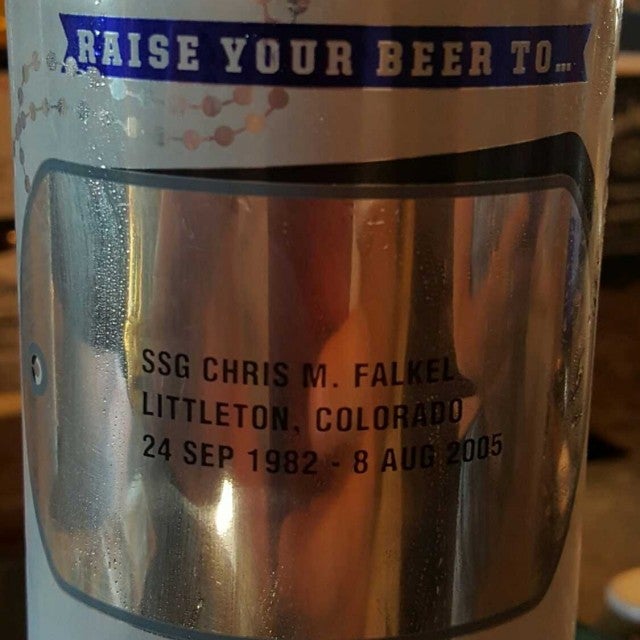 RAISE YOUR BEER TO...
SSG CHRIS M. FALKEL
LITTLETON, COLORADO
24 SEP 1982 - 8 AUG 2005